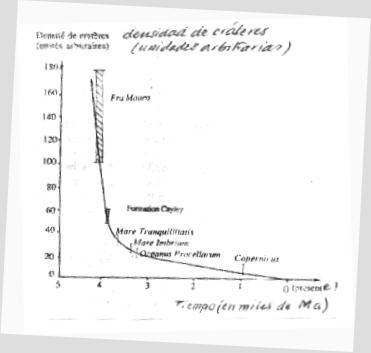 Densité de cratères densidad de cráteres
(unités arbitraires) (unidades arbitrarias)
180
160
Fra Mauro
140
120
100
80
60
Formation Cayley
40
Mare Tranquillitatis
Mare Imbrium
20
Oceanus Procellarum
Copernicus
0
5 4 3 2 1 0 (present)
Tiempo (en miles de Ma)